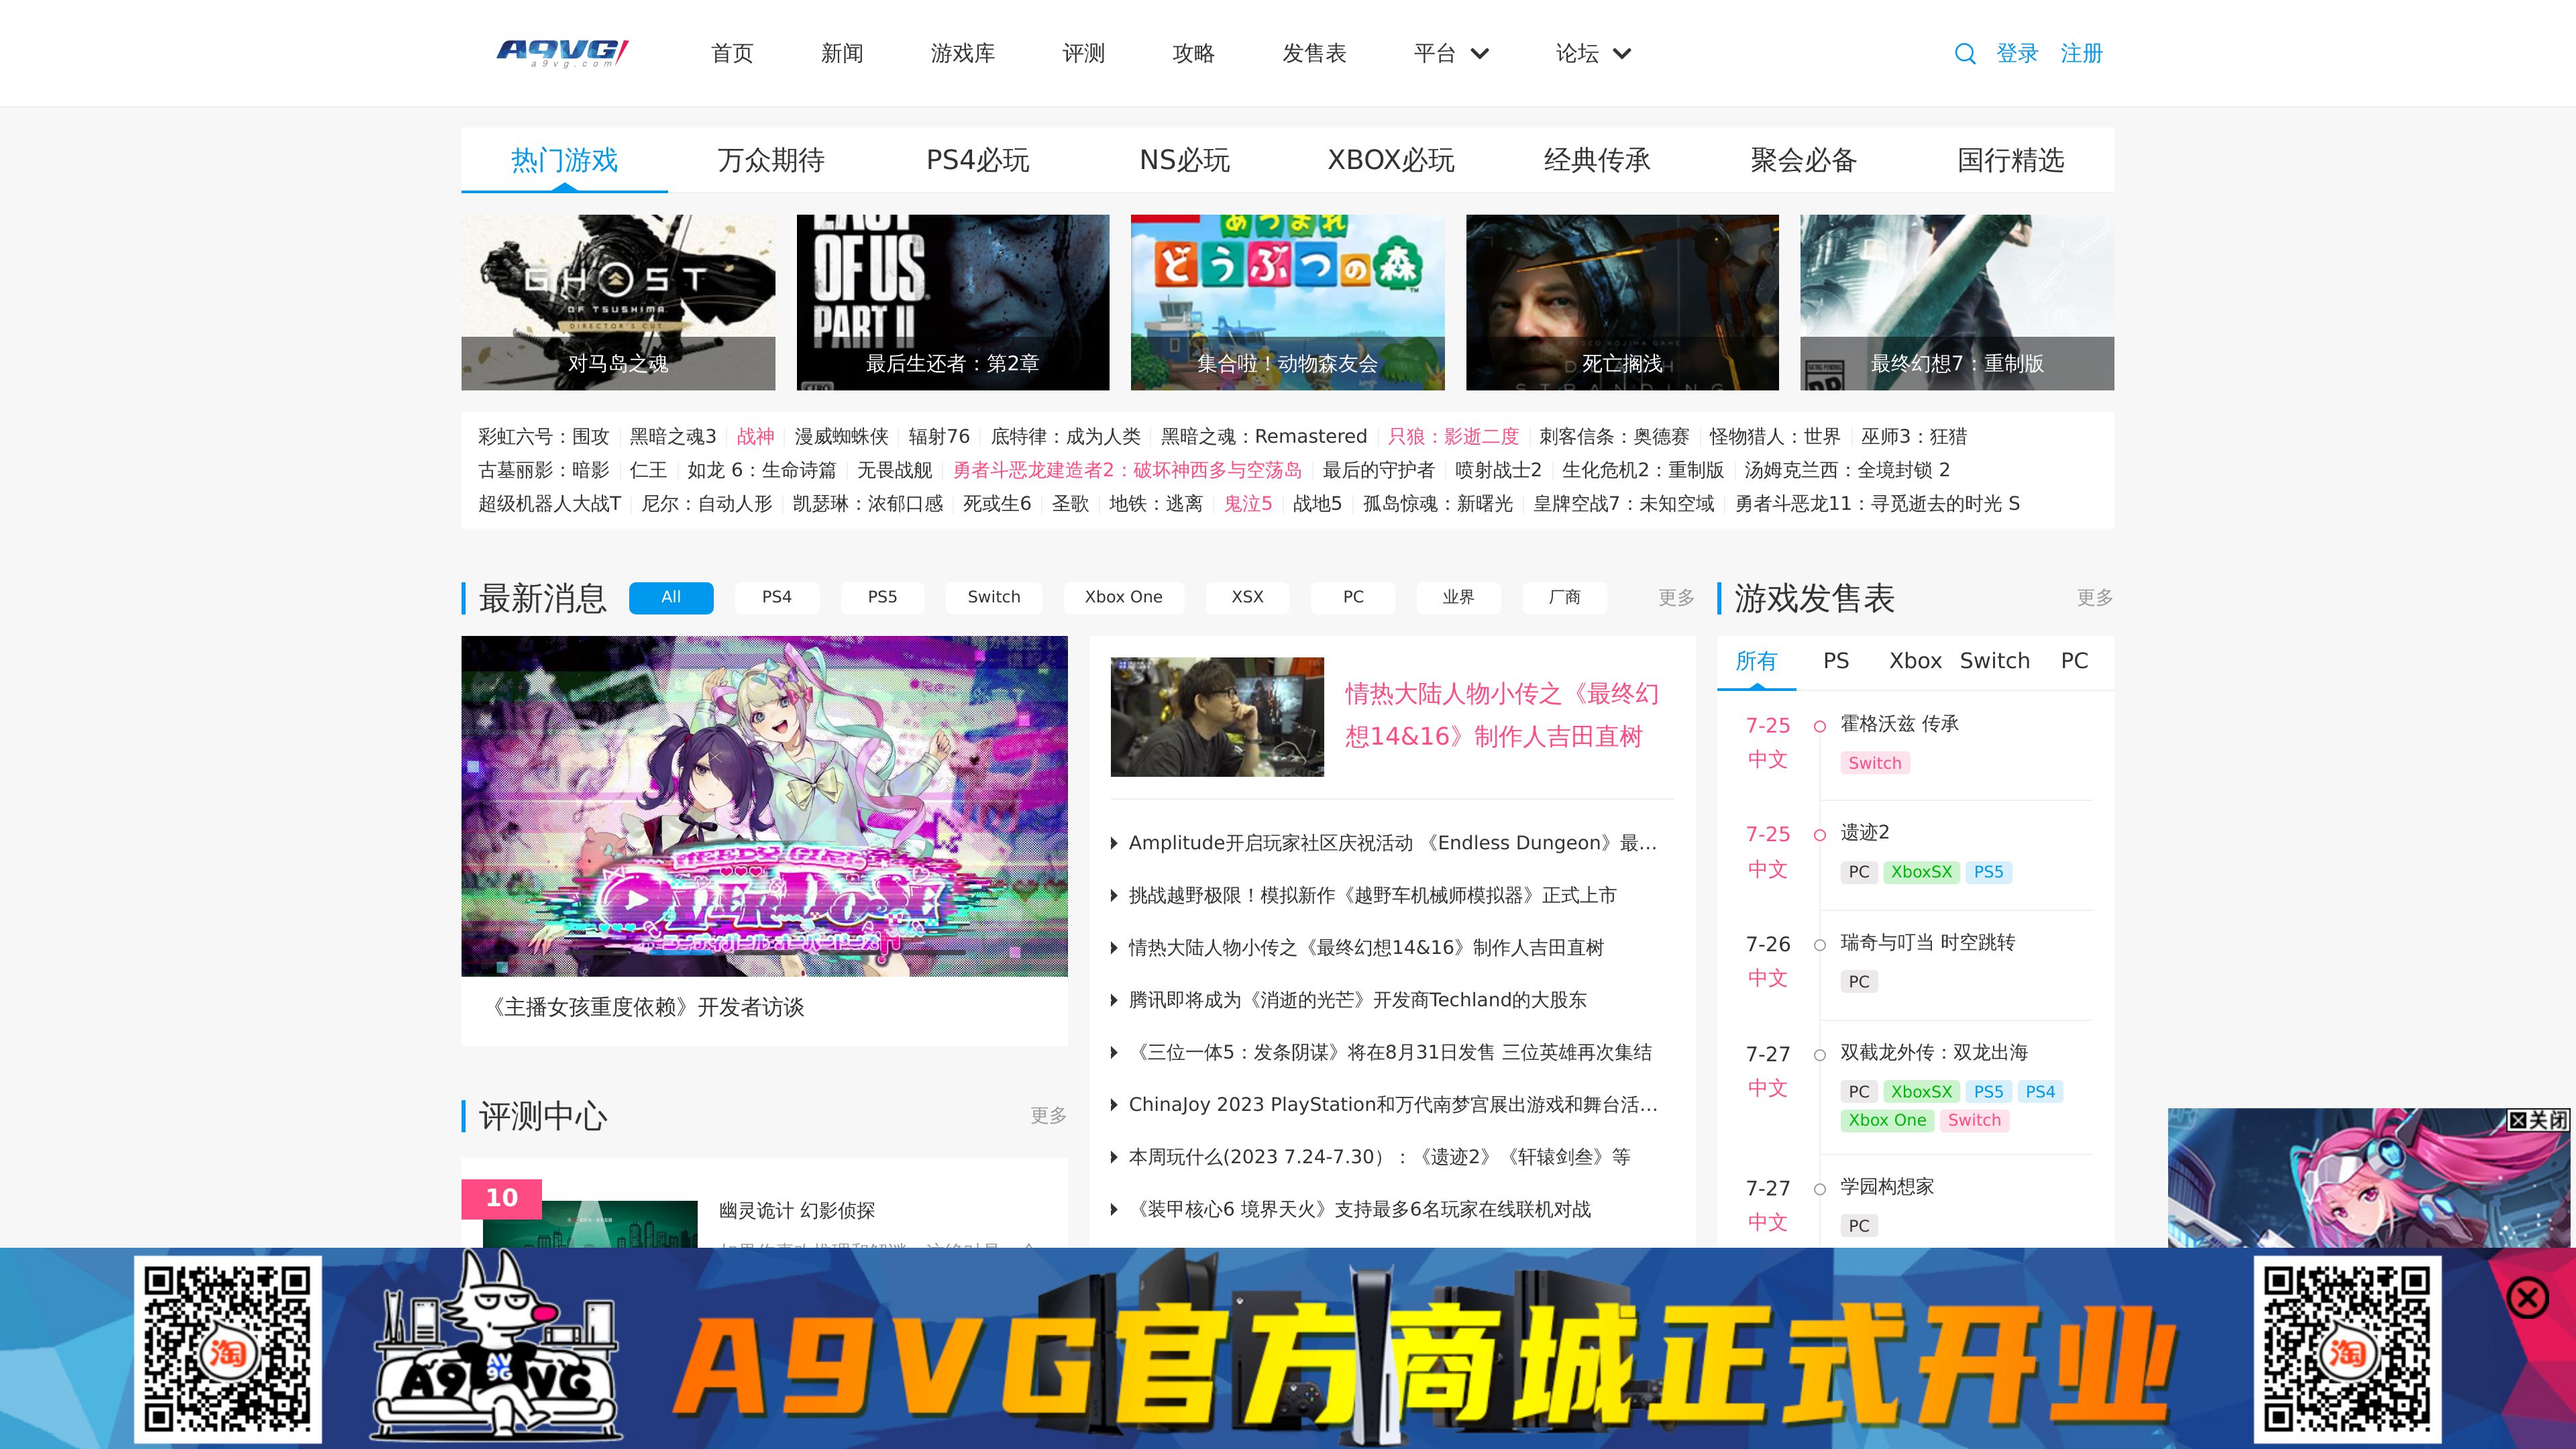 A9VG
a9vg.com
首页 新闻 游戏库 评测 攻略 发售表 平台 论坛 登录 注册
热门游戏 万众期待 PS4必玩 NS必玩 XBOX必玩 经典传承 聚会必备 国行精选
GHOST
OF TSUSHIMA
DIRECTOR'S CUT
对马岛之魂
LAST
OF US
PART II
最后生还者：第2章
あつまれ
どうぶつの森
集合啦！动物森友会
STRANDING
死亡搁浅
最终幻想7：重制版
彩虹六号：围攻 黑暗之魂3 战神 漫威蜘蛛侠 辐射76 底特律：成为人类 黑暗之魂：Remastered 只狼：影逝二度 刺客信条：奥德赛 怪物猎人：世界 巫师3：狂猎
古墓丽影：暗影 仁王 如龙 6：生命诗篇 无畏战舰 勇者斗恶龙建造者2：破坏神西多与空荡岛 最后的守护者 喷射战士2 生化危机2：重制版 汤姆克兰西：全境封锁 2
超级机器人大战T 尼尔：自动人形 凯瑟琳：浓郁口感 死或生6 圣歌 地铁：逃离 鬼泣5 战地5 孤岛惊魂：新曙光 皇牌空战7：未知空域 勇者斗恶龙11：寻觅逝去的时光 S
最新消息 All PS4 PS5 Switch Xbox One XSX PC 业界 厂商 更多
NEEDY GIRL
OVERDOSE
《主播女孩重度依赖》开发者访谈
情热大陆人物小传之《最终幻
想14&16》制作人吉田直树
Amplitude开启玩家社区庆祝活动 《Endless Dungeon》最...
挑战越野极限！模拟新作《越野车机械师模拟器》正式上市
情热大陆人物小传之《最终幻想14&16》制作人吉田直树
腾讯即将成为《消逝的光芒》开发商Techland的大股东
《三位一体5：发条阴谋》将在8月31日发售 三位英雄再次集结
ChinaJoy 2023 PlayStation和万代南梦宫展出游戏和舞台活...
本周玩什么(2023 7.24-7.30）：《遗迹2》《轩辕剑叁》等
《装甲核心6 境界天火》支持最多6名玩家在线联机对战
游戏发售表 更多
所有 PS Xbox Switch PC
7-25 霍格沃兹 传承
中文 Switch
7-25 遗迹2
中文 PC XboxSX PS5
7-26 瑞奇与叮当 时空跳转
中文 PC
7-27 双截龙外传：双龙出海
中文 PC XboxSX PS5 PS4
Xbox One Switch
7-27 学园构想家
中文 PC
评测中心 更多
10
幽灵诡计 幻影侦探
关闭
淘
A9 VG
A9VG官方商城正式开业
淘